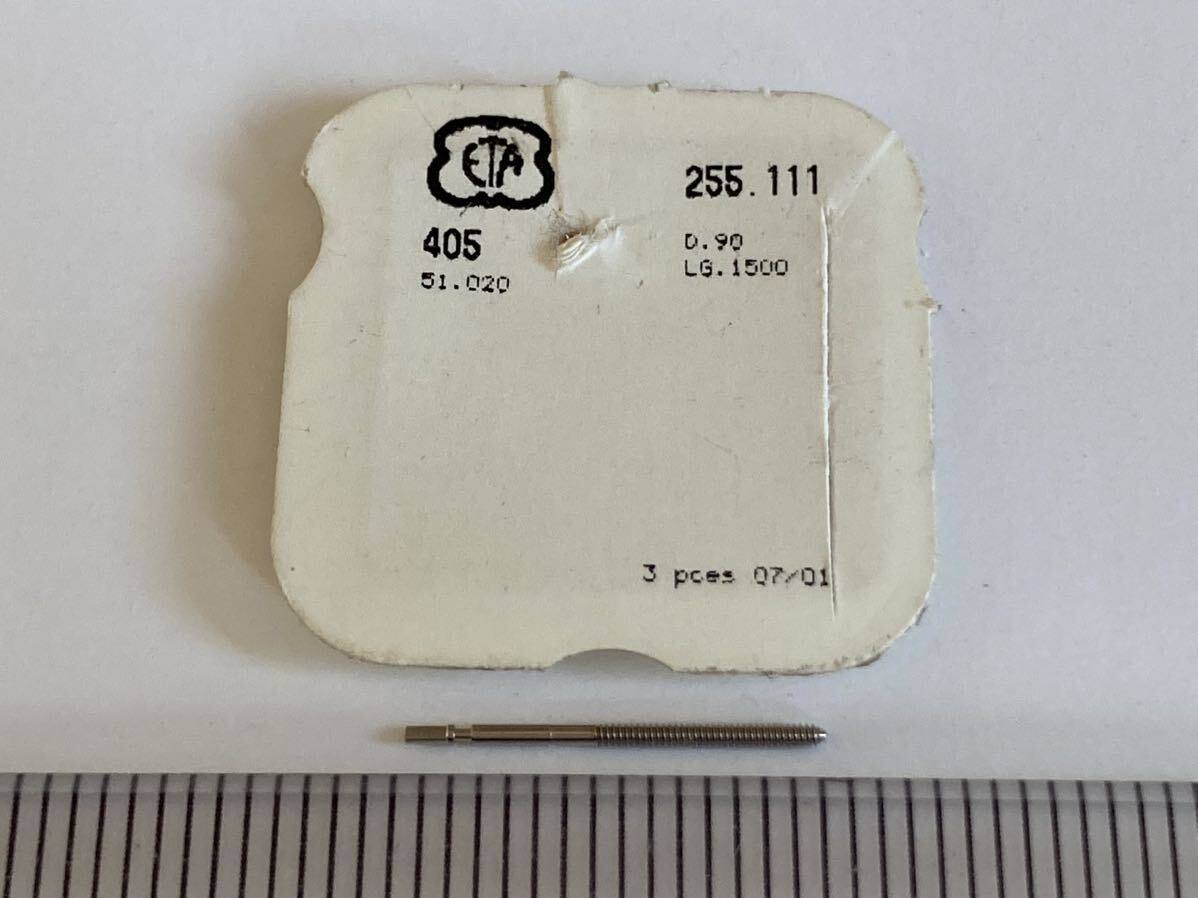 ETA
255.111
405
D.90
51.020
LG.1500
3 pces 07/01